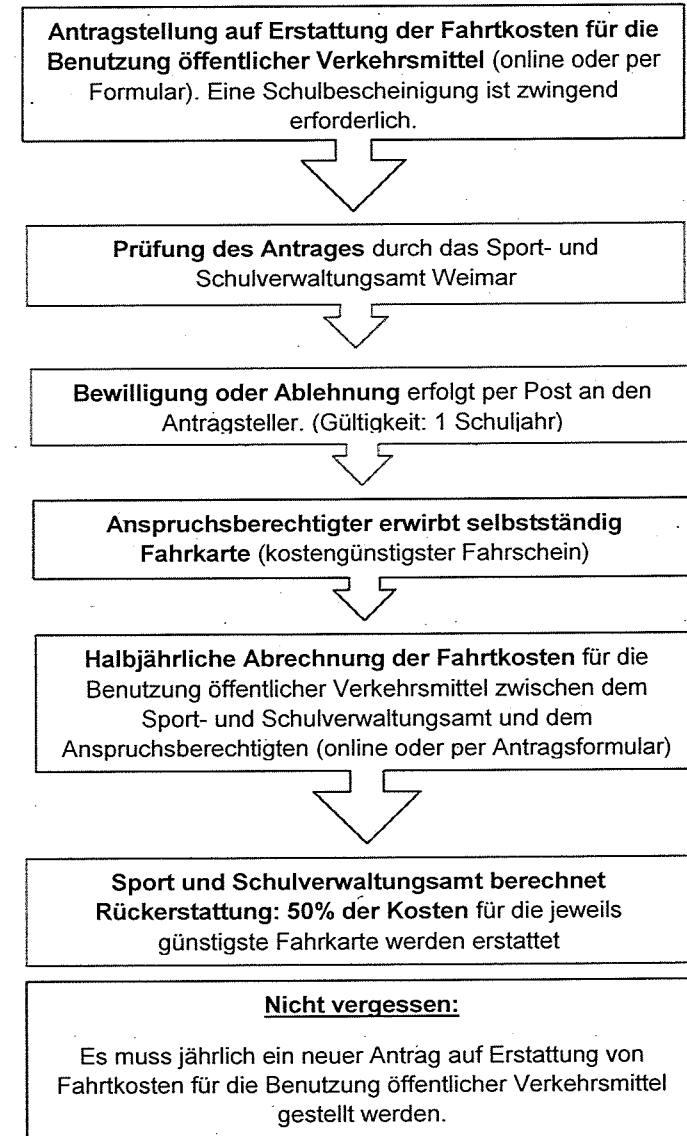 Antragstellung auf Erstattung der Fahrtkosten für die
Benutzung öffentlicher Verkehrsmittel (online oder per
Formular). Eine Schulbescheinigung ist zwingend
erforderlich.
Prüfung des Antrages durch das Sport- und
Schulverwaltungsamt Weimar
Bewilligung oder Ablehnung erfolgt per Post an den
Antragsteller. (Gültigkeit: 1 Schuljahr)
Anspruchsberechtigter erwirbt selbstständig
Fahrkarte (kostengünstigster Fahrschein)
Halbjährliche Abrechnung der Fahrtkosten für die
Benutzung öffentlicher Verkehrsmittel zwischen dem
Sport- und Schulverwaltungsamt und dem
Anspruchsberechtigten (online oder per Antragsformular)
Sport und Schulverwaltungsamt berechnet
Rückerstattung: 50% der Kosten für die jeweils
günstigste Fahrkarte werden erstattet
Nicht vergessen:
Es muss jährlich ein neuer Antrag auf Erstattung von
Fahrtkosten für die Benutzung öffentlicher Verkehrsmittel
gestellt werden.